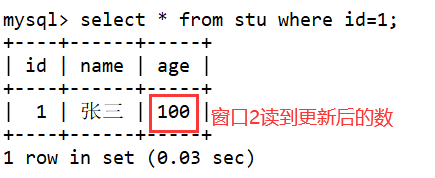 mysql> select * from stu where id=1;
+----+------+-----+
| id | name | age |
+----+------+-----+
|  1 | 张三 | 100 | 窗口2读到更新后的数
+----+------+-----+
1 row in set (0.03 sec)